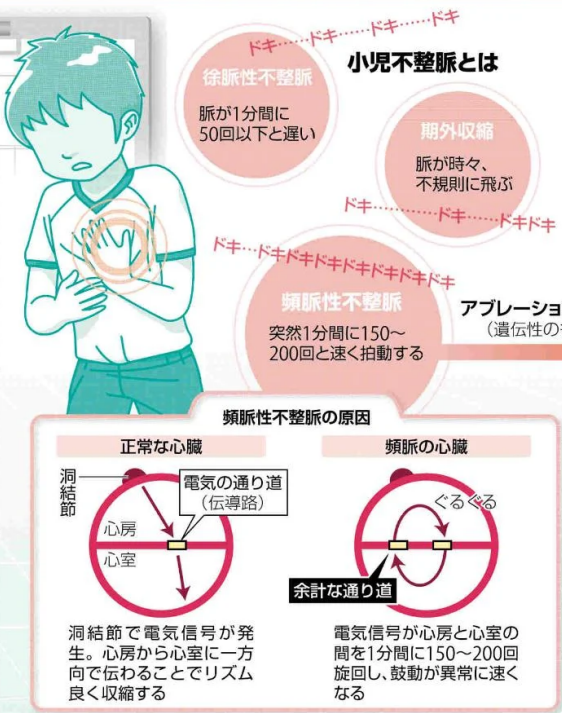 小児不整脈とは
ドキ……ドキ……ドキ……ドキ
徐脈性不整脈
脈が1分間に
50回以下と遅い
期外収縮
脈が時々、
不規則に飛ぶ
ドキ………ドキ……ドキドキ
ドキ…ドキドキドキドキドキドキドキ
頻脈性不整脈
突然1分間に150〜
200回と速く拍動する
アブレーショ
（遺伝性の
頻脈性不整脈の原因
正常な心臓
洞結節
電気の通り道
（伝導路）
心房
心室
洞結節で電気信号が発
生。心房から心室に一方
向で伝わることでリズム
良く収縮する
頻脈の心臓
ぐるぐる
余計な通り道
電気信号が心房と心室の
間を1分間に150〜200回
旋回し、鼓動が異常に速く
なる